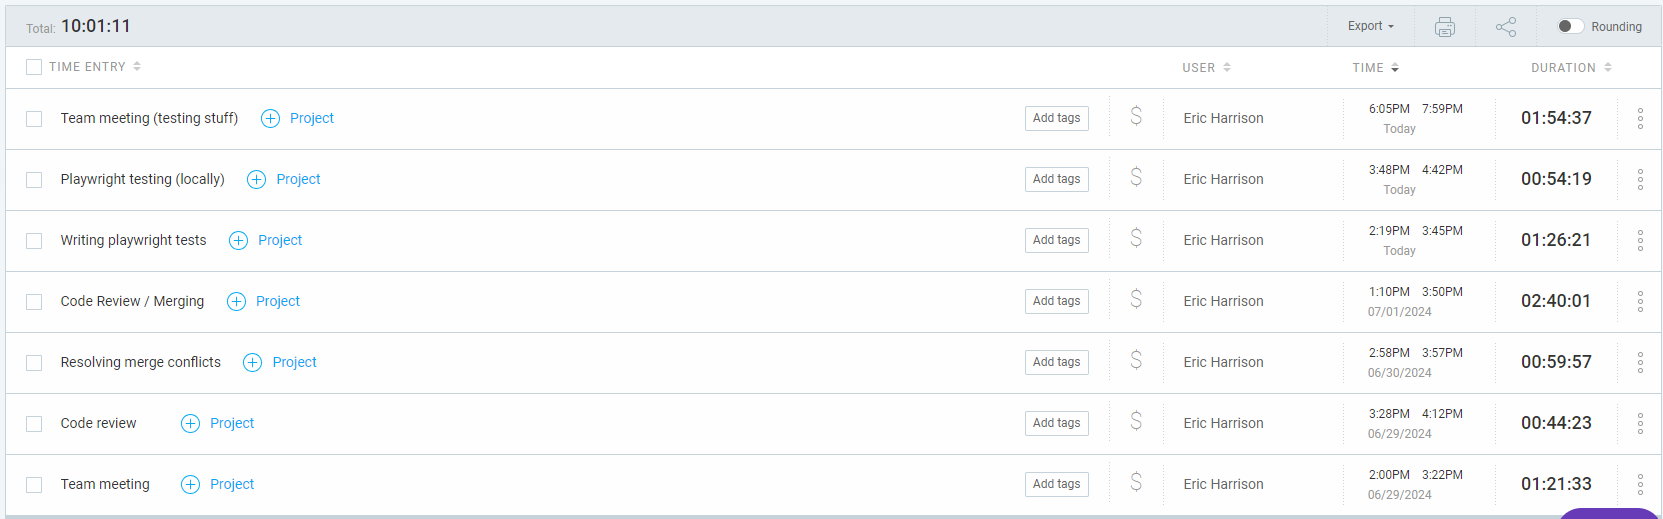 Total: 10:01:11 Export Rounding
TIME ENTRY USER TIME DURATION
Team meeting (testing stuff) Project Add tags $ Eric Harrison 6:05PM 7:59PM 01:54:37
Today
Playwright testing (locally) Project Add tags $ Eric Harrison 3:48PM 4:42PM 00:54:19
Today
Writing playwright tests Project Add tags $ Eric Harrison 2:19PM 3:45PM 01:26:21
Today
Code Review / Merging Project Add tags $ Eric Harrison 1:10PM 3:50PM 02:40:01
07/01/2024
Resolving merge conflicts Project Add tags $ Eric Harrison 2:58PM 3:57PM 00:59:57
06/30/2024
Code review Project Add tags $ Eric Harrison 3:28PM 4:12PM 00:44:23
06/29/2024
Team meeting Project Add tags $ Eric Harrison 2:00PM 3:22PM 01:21:33
06/29/2024